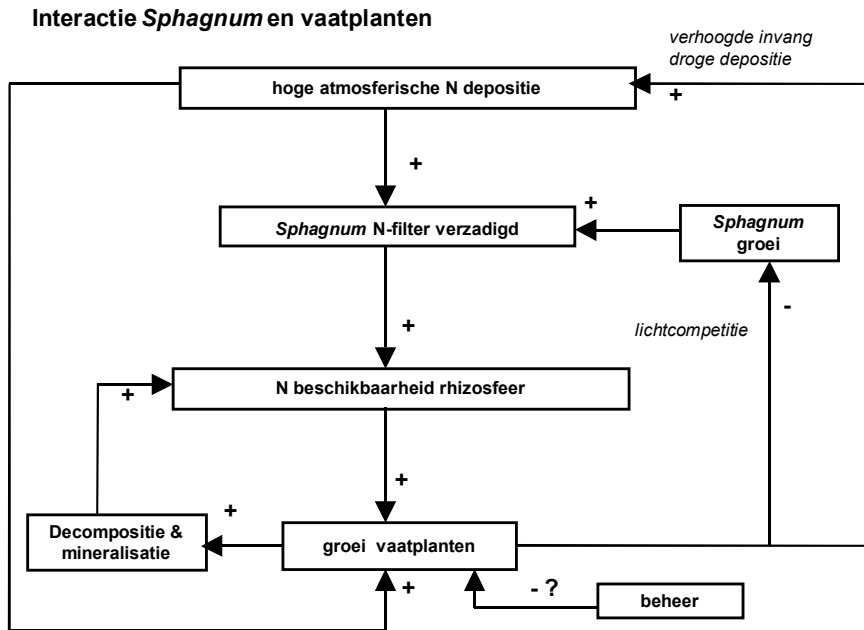 Interactie Sphagnum en vaatplanten
verhoogde invang
droge depositie
hoge atmosferische N depositie
+
+
+
Sphagnum N-filter verzadigd
Sphagnum
groei
-
+
lichtcompetitie
N beschikbaarheid rhizosfeer
+
+
+
Decompositie &
mineralisatie
groei vaatplanten
+
- ?
beheer